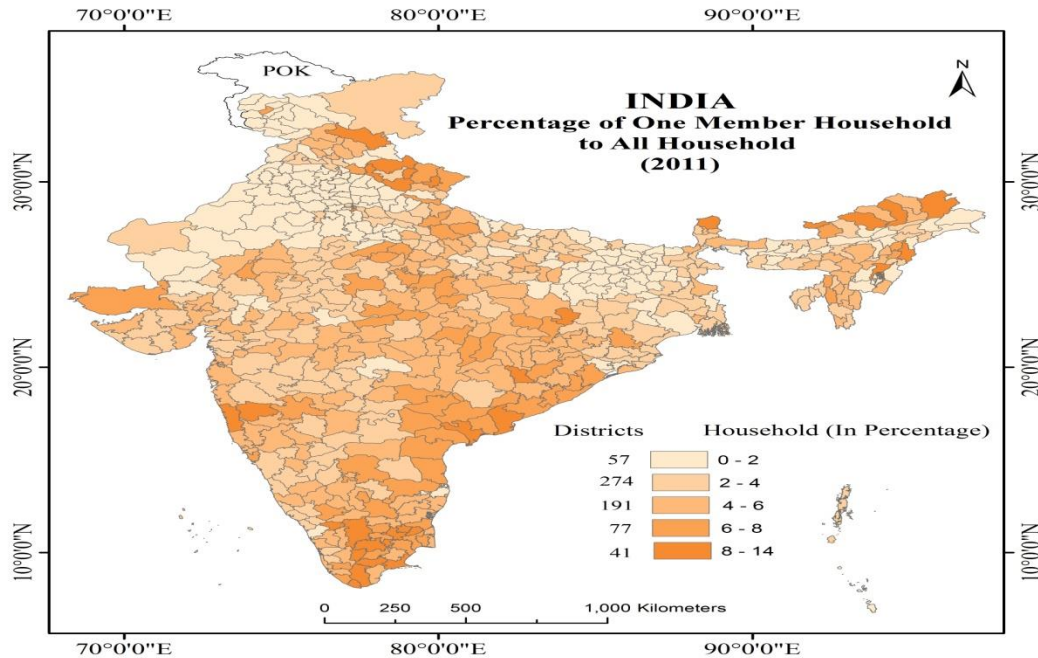 70°0'0"E 80°0'0"E 90°0'0"E
POK
N
INDIA
Percentage of One Member Household
to All Household
(2011)
30°0'0"N 30°0'0"N
20°0'0"N 20°0'0"N
Districts Household (In Percentage)
57 0 - 2
274 2 - 4
191 4 - 6
77 6 - 8
41 8 - 14
10°0'0"N 10°0'0"N
0 250 500 1,000 Kilometers
70°0'0"E 80°0'0"E 90°0'0"E